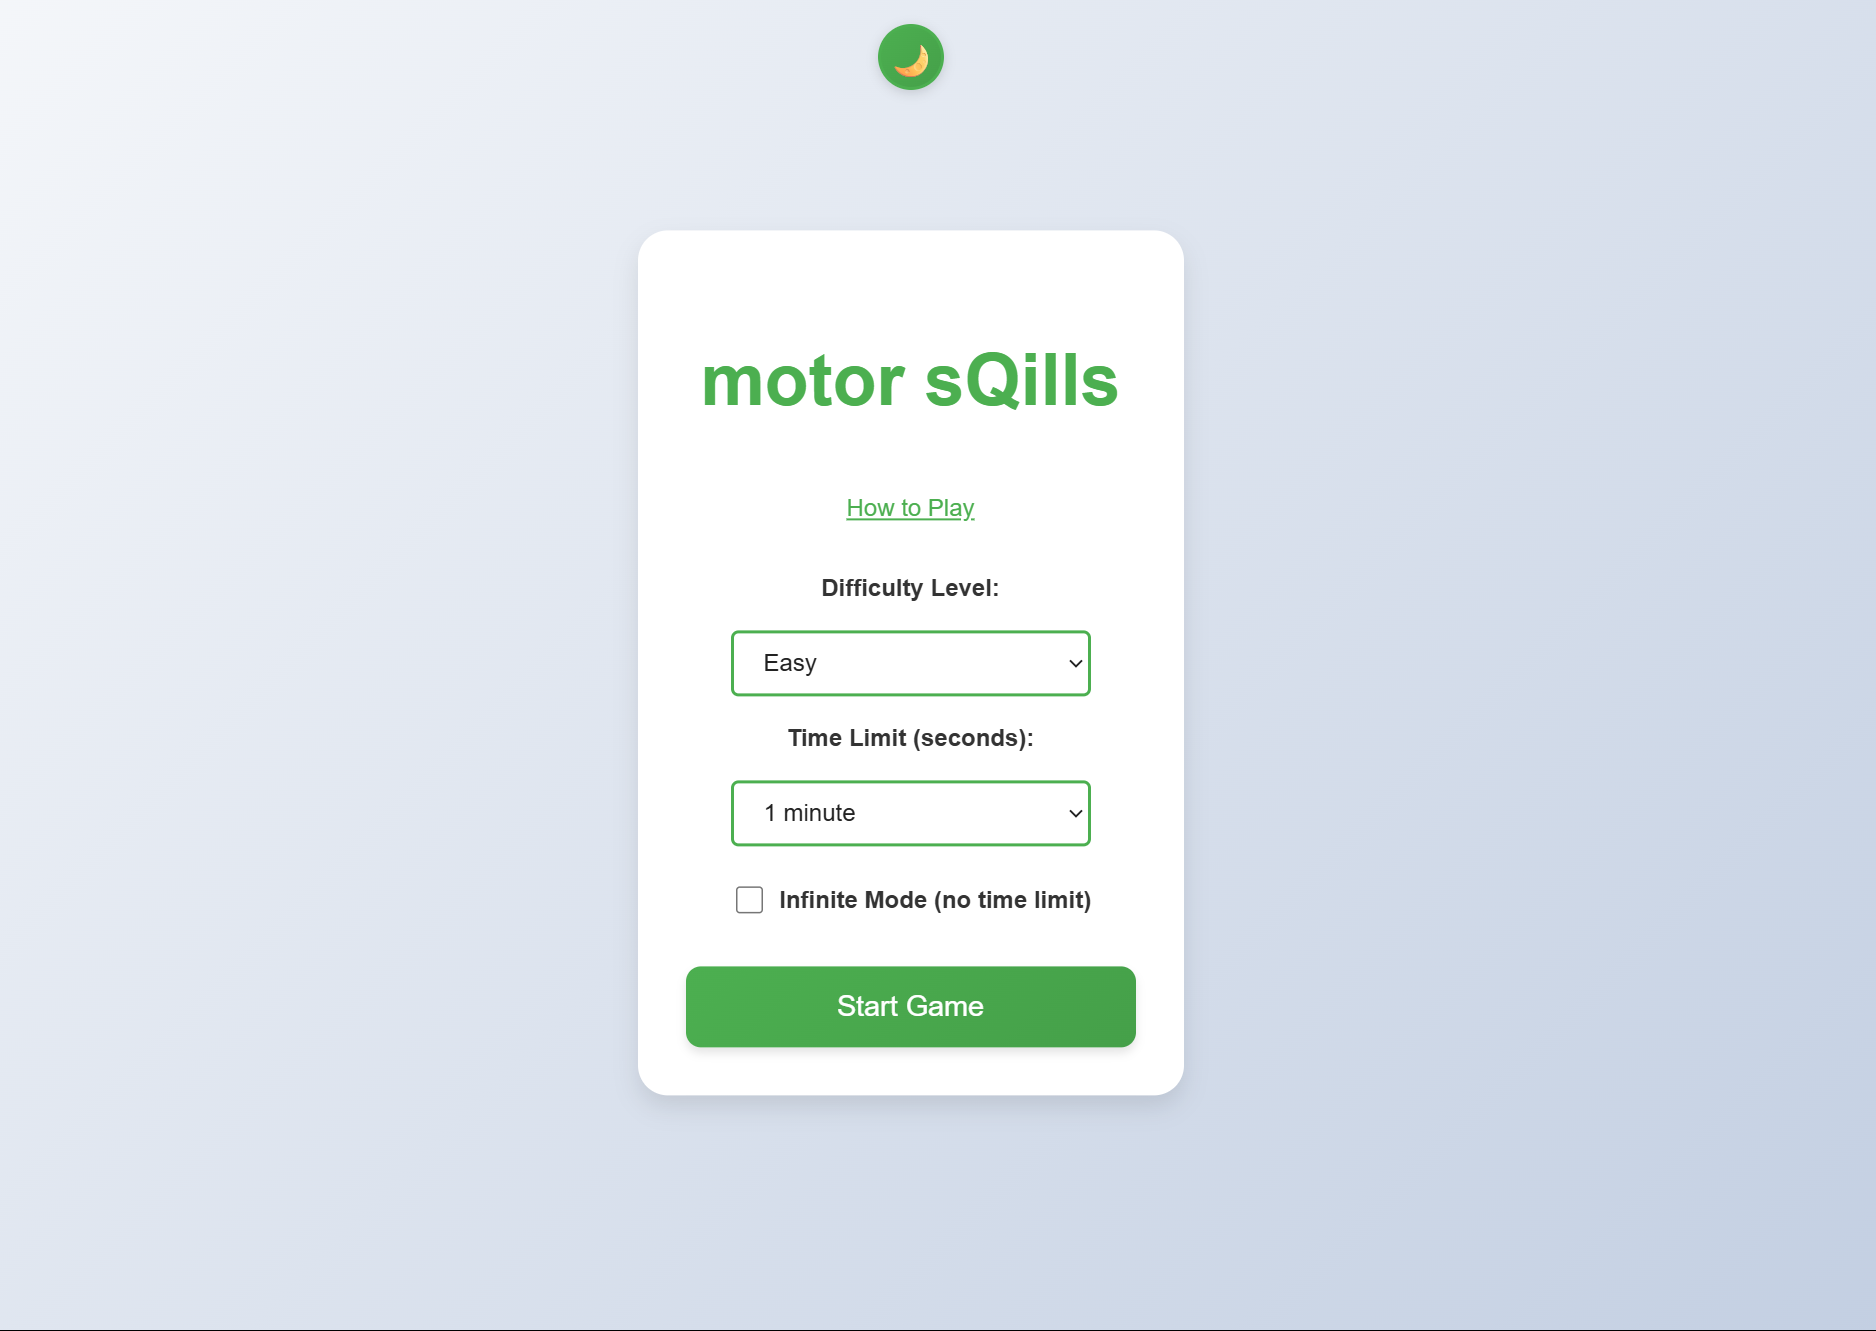 motor sQills
How to Play
Difficulty Level:
Easy
Time Limit (seconds):
1 minute
Infinite Mode (no time limit)
Start Game